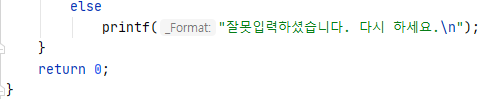 else
printf( _Format: "잘못입력하셨습니다. 다시 하세요.\n");
}
return 0;
}